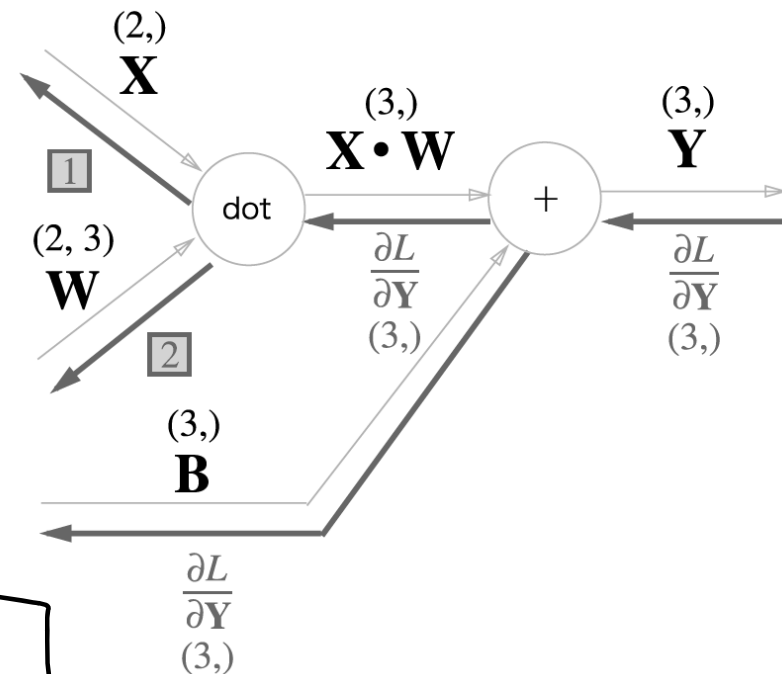 (2,)
X
1
(2, 3)
W
2
dot
(3,)
X • W
∂L
∂Y
(3,)
+
(3,)
Y
∂L
∂Y
(3,)
(3,)
B
∂L
∂Y
(3,)